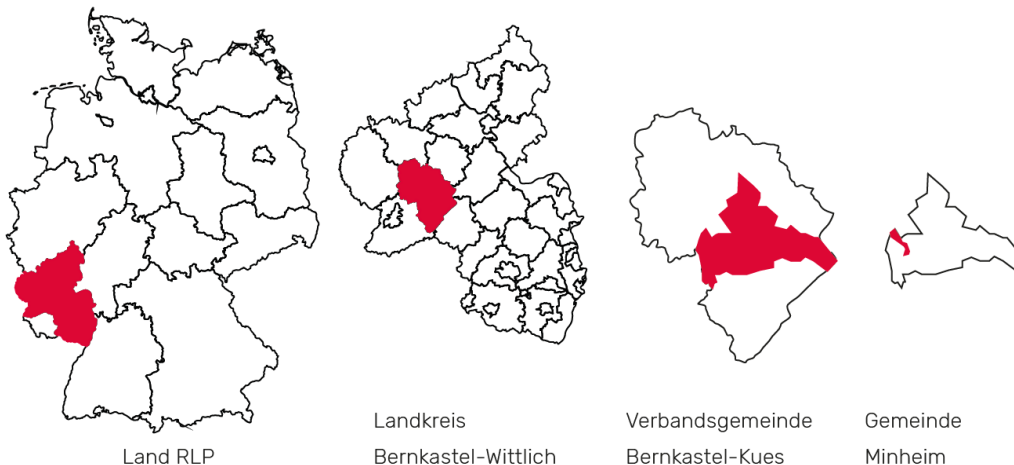 Land RLP
Landkreis
Bernkastel-Wittlich
Verbandsgemeinde
Bernkastel-Kues
Gemeinde
Minheim